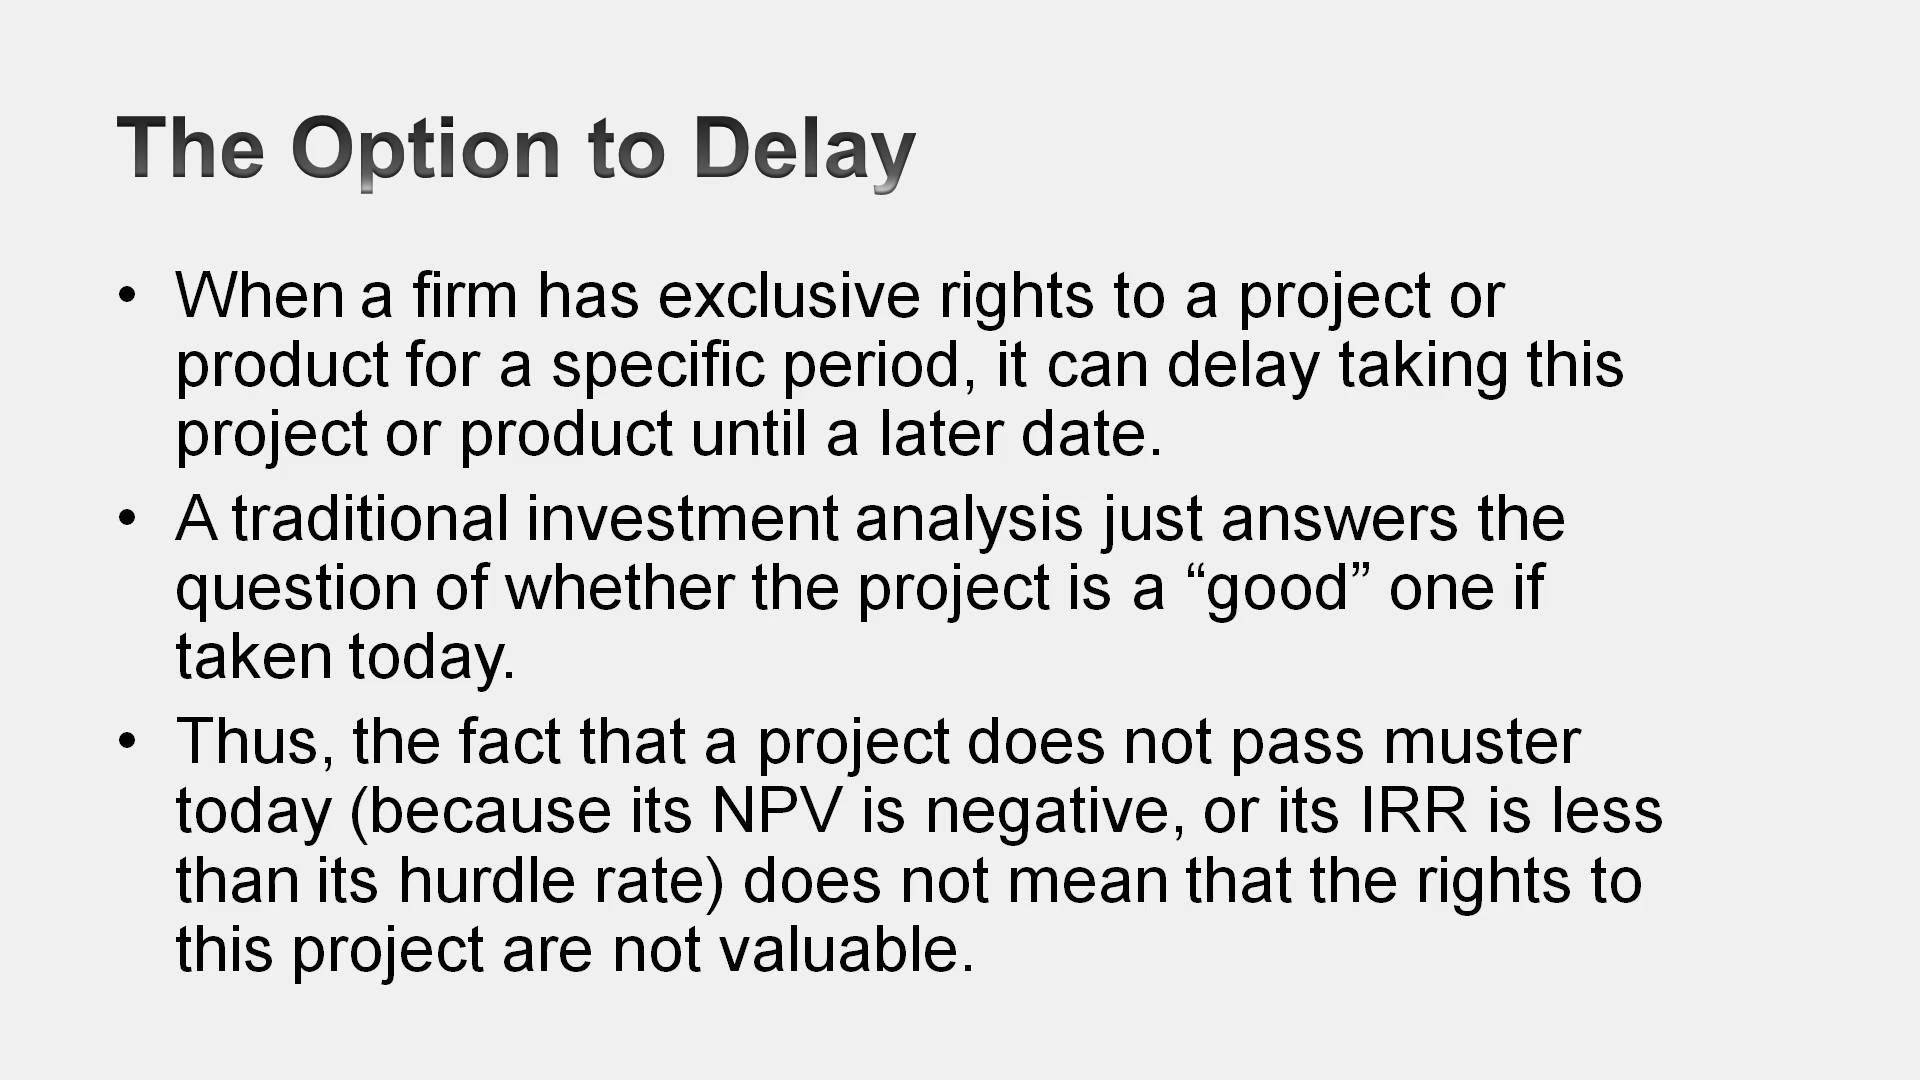 The Option to Delay
• When a firm has exclusive rights to a project or
product for a specific period, it can delay taking this
project or product until a later date.
• A traditional investment analysis just answers the
question of whether the project is a “good” one if
taken today.
• Thus, the fact that a project does not pass muster
today (because its NPV is negative, or its IRR is less
than its hurdle rate) does not mean that the rights to
this project are not valuable.